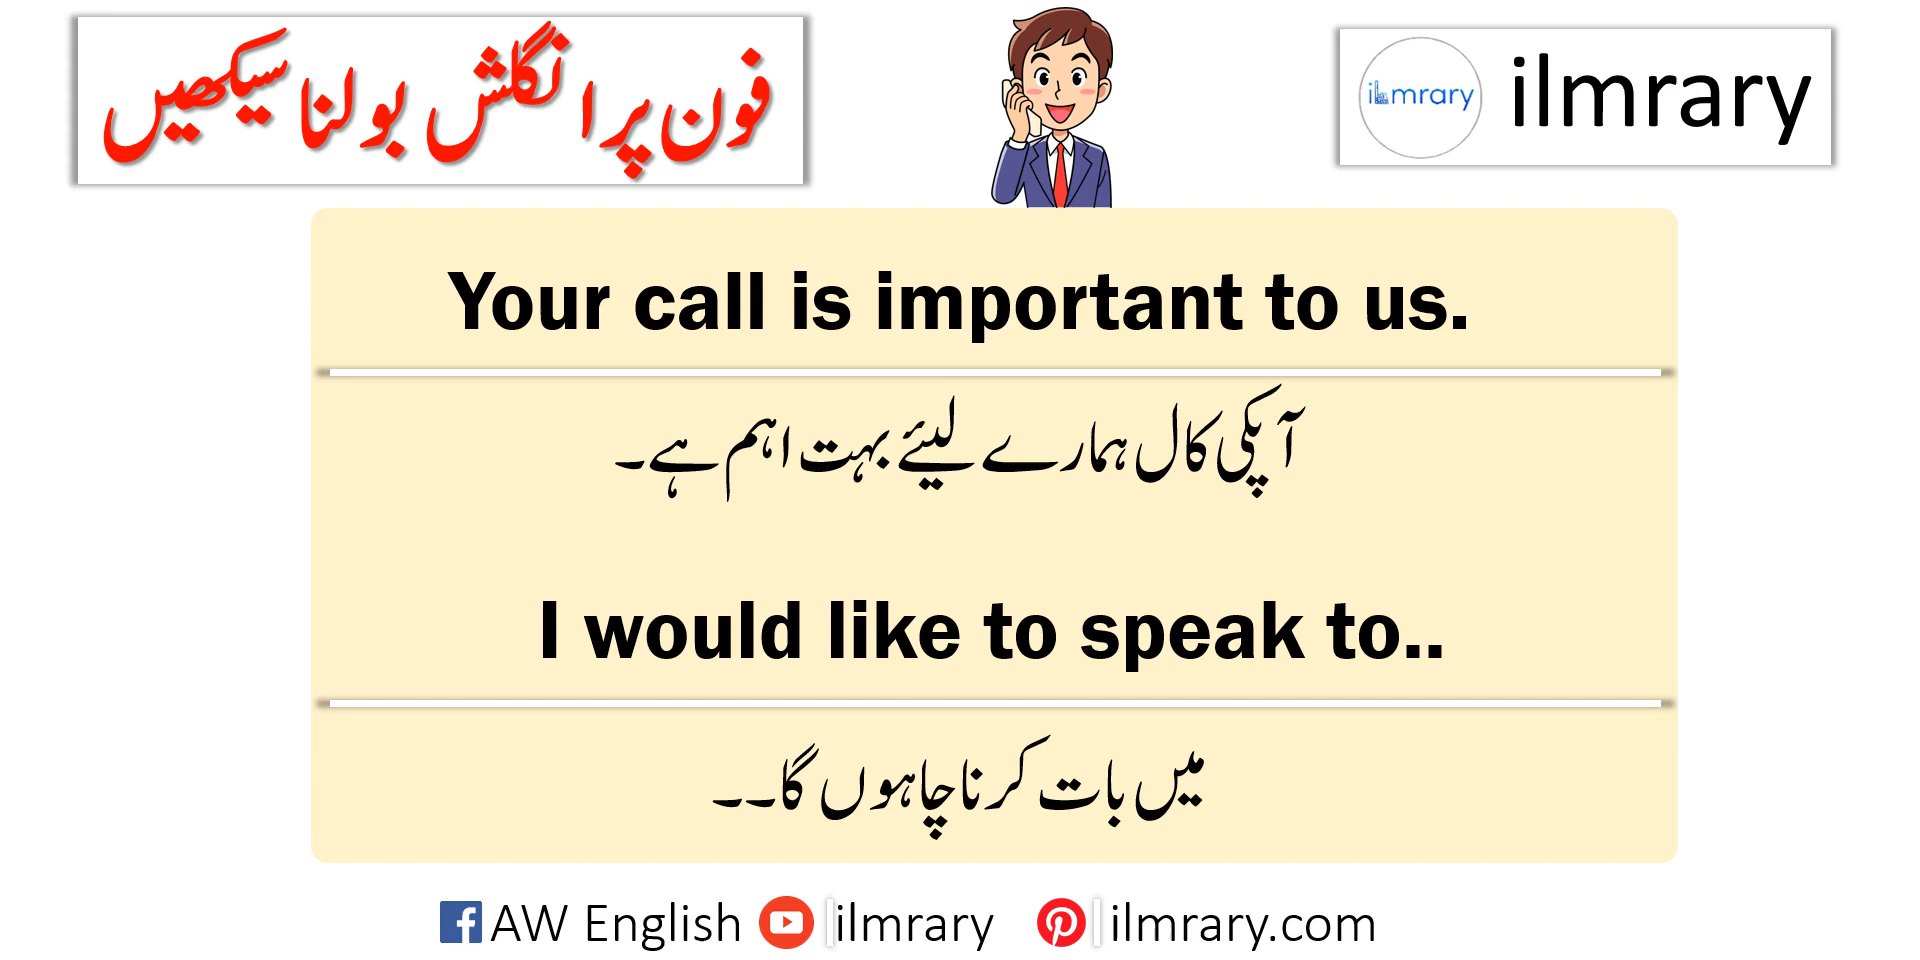 فون پر انگلش بولنا سیکھیں
ilmrary
ilmrary
Your call is important to us.
آپکی کال ہمارے لیئے بہت اہم ہے۔
I would like to speak to..
میں بات کرنا چاہوں گا۔۔
AW English ilmrary ilmrary.com